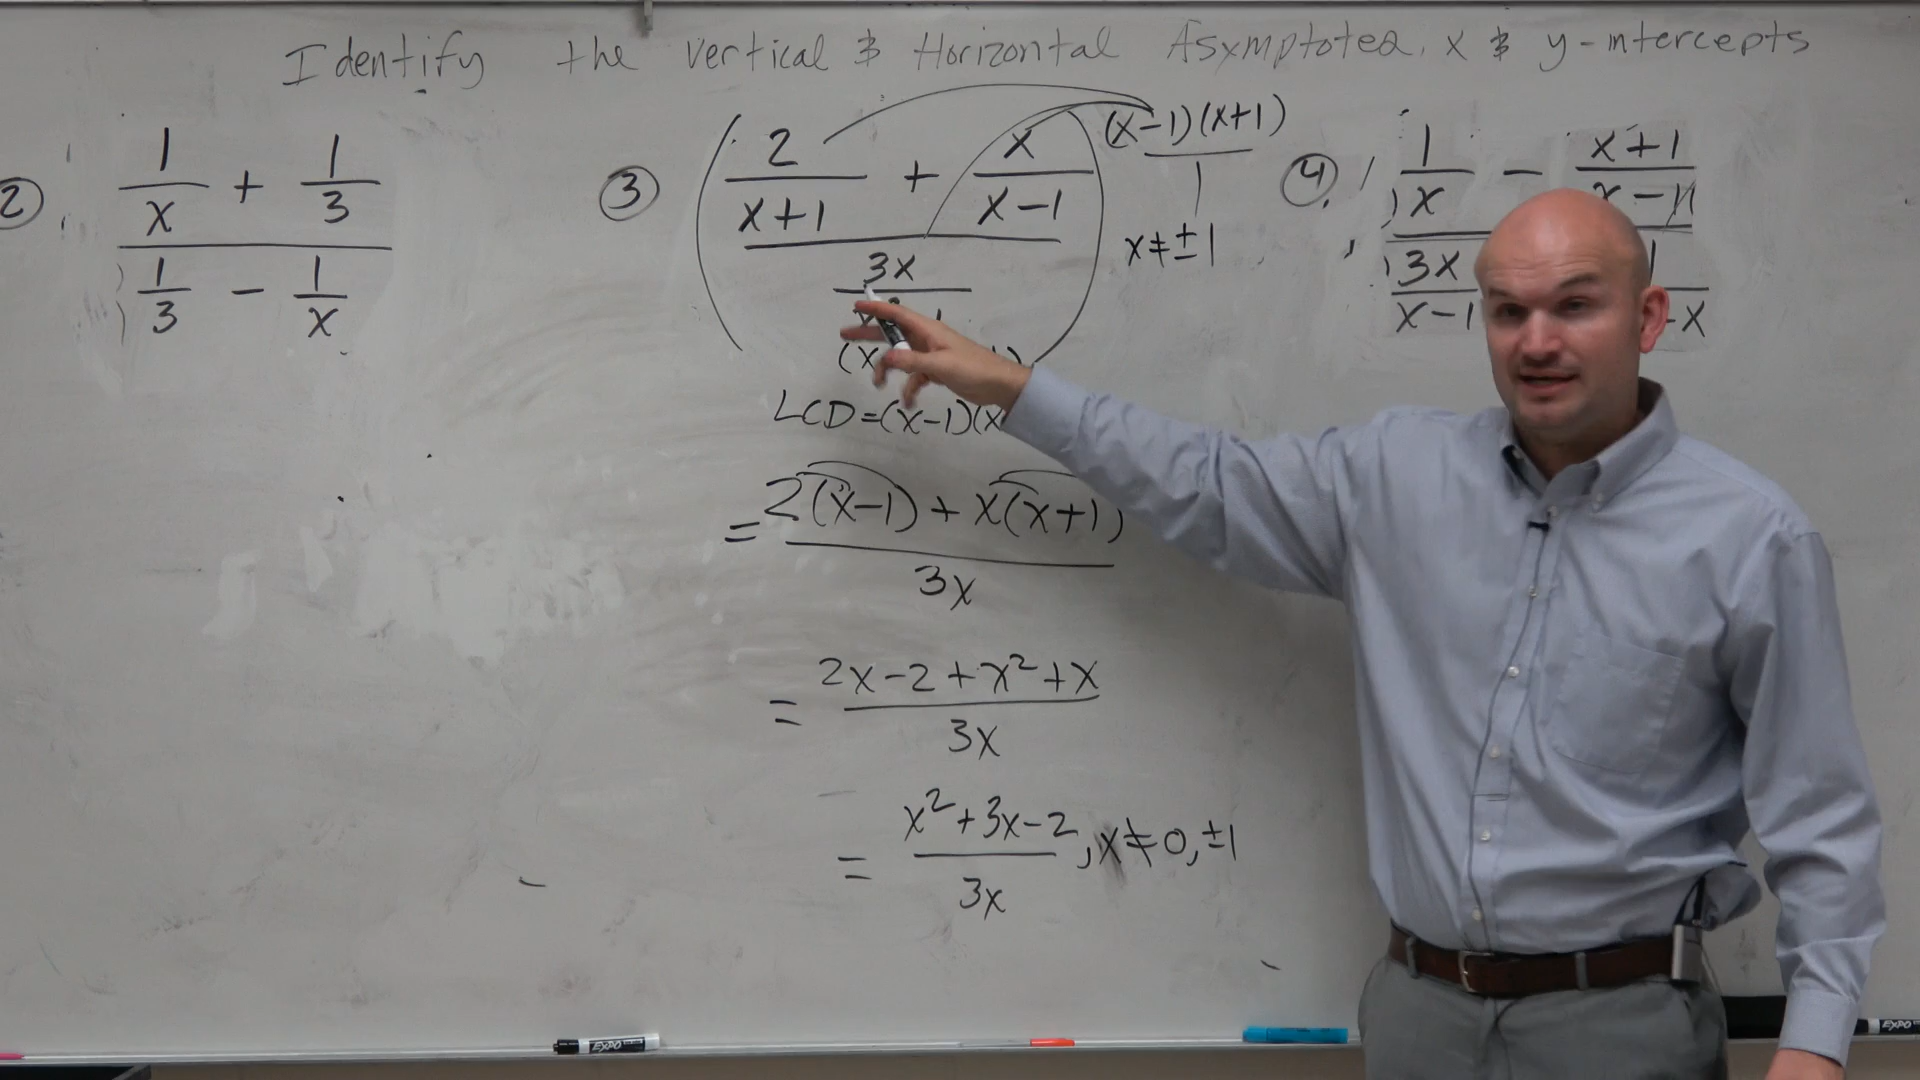 Identify the vertical & Horizontal Asymptotes, x & y-intercepts
2
1/x + 1/3
1/3 - 1/x
3
2/(x+1) + x/(x-1)
3x
(x-1)(x+1)
1
x≠±1
LCD=(x-1)(x
= 2(x-1)+x(x+1)
3x
= 2x-2+x²+x
3x
= x²+3x-2 , x≠0,±1
3x
4
1/x - (x+1)/(x-1)
3x
x-1
1
-x
EXPO
EXPO